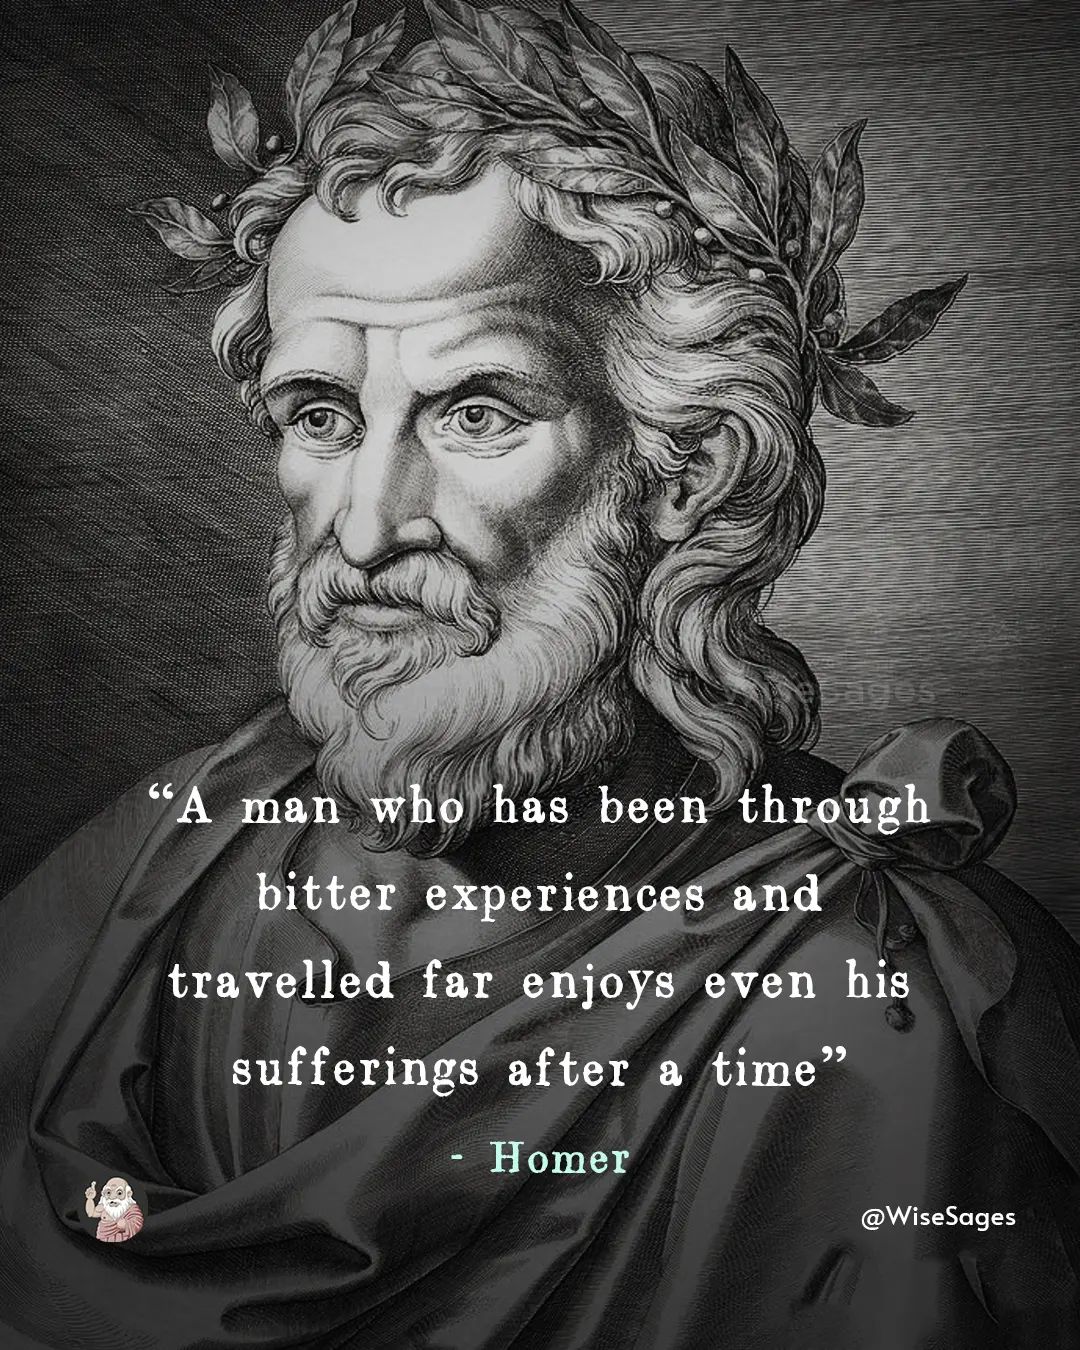 “A man who has been through
bitter experiences and
travelled far enjoys even his
sufferings after a time”
- Homer
@WiseSages